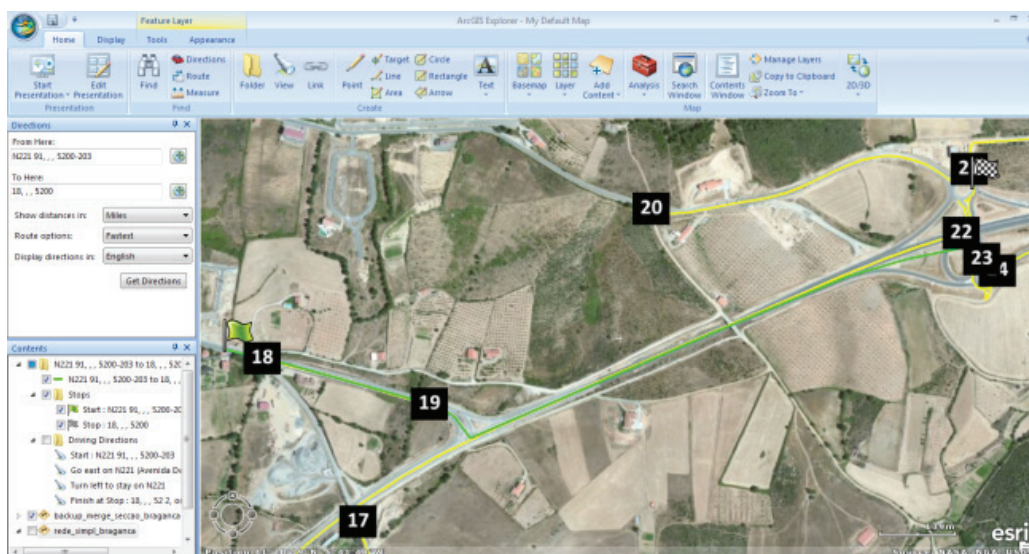 Feature Layer
ArcGIS Explorer - My Default Map
Home Display Tools Appearance
Start Presentation
Edit Presentation
Presentation
Find
Directions
Route
Measure
Find
Folder
View
Link
Point
Target
Line
Area
Circle
Rectangle
Arrow
Text
Create
Basemap
Layer
Add Content
Analysis
Search Window
Contents Window
Manage Layers
Copy to Clipboard
Zoom To
2D/3D
Map
Directions
From Here:
N221 91, , , 5200-203
To Here:
18, , , 5200
Show distances in: Miles
Route options: Fastest
Display directions in: English
Get Directions
Contents
N221 91, , , 5200-203 to 18, , , 520
N221 91, , , 5200-203 to 18, , ,
Stops
Start : N221 91, , , 5200-20
Stop : 18, , , 5200
Driving Directions
Start : N221 91, , , 5200-203
Go east on N221 (Avenida De
Turn left to stay on N221
Finish at Stop : 18, , , 52 2, o
backup_merge_seccao_braganca
rede_simpl_braganca
2
20
22
23
4
18
19
17
esri